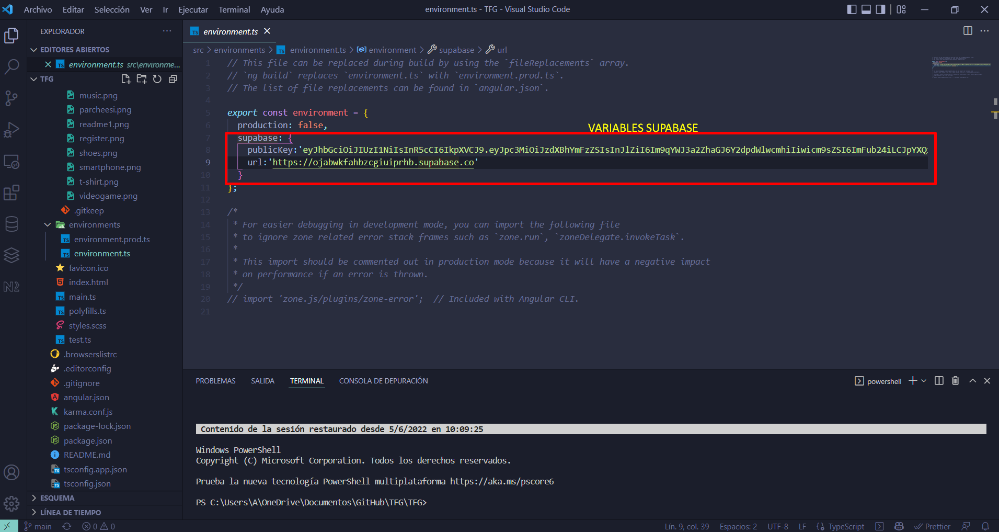 Archivo Editar Selección Ver Ir Ejecutar Terminal Ayuda
environment.ts - TFG - Visual Studio Code
EXPLORADOR
EDITORES ABIERTOS
environment.ts src\environme...
TFG
music.png
parcheesi.png
readme1.png
register.png
shoes.png
smartphone.png
t-shirt.png
videogame.png
.gitkeep
environments
environment.prod.ts
environment.ts
favicon.ico
index.html
main.ts
polyfills.ts
styles.scss
test.ts
.browserslistrc
.editorconfig
.gitignore
angular.json
karma.conf.js
package-lock.json
package.json
README.md
tsconfig.app.json
tsconfig.json
ESQUEMA
LÍNEA DE TIEMPO
environment.ts
src > environments > environment.ts > environment > supabase > url
1 // This file can be replaced during build by using the `fileReplacements` array.
2 // `ng build` replaces `environment.ts` with `environment.prod.ts`.
3 // The list of file replacements can be found in `angular.json`.
4
5 export const environment = {
6 production: false,
VARIABLES SUPABASE
7 supabase: {
8 publicKey:'eyJhbGciOiJIUzI1NiIsInR5cCI6IkpXVCJ9.eyJpc3MiOiJzdXBhYmFzZSIsInJlZiI6Im9qYWJ3a2ZhaGJ6Y2dpdWlwcmhiIiwicm9sZSI6ImFub24iLCJpYXQ
9 url:'https://ojabwkfahbzcgiuiprhb.supabase.co'
10 }
11 };
12
13 /*
14 * For easier debugging in development mode, you can import the following file
15 * to ignore zone related error stack frames such as `zone.run`, `zoneDelegate.invokeTask`.
16 *
17 * This import should be commented out in production mode because it will have a negative impact
18 * on performance if an error is thrown.
19 */
20 // import 'zone.js/plugins/zone-error'; // Included with Angular CLI.
21
PROBLEMAS SALIDA TERMINAL CONSOLA DE DEPURACIÓN
powershell
Contenido de la sesión restaurado desde 5/6/2022 en 10:09:25
Windows PowerShell
Copyright (C) Microsoft Corporation. Todos los derechos reservados.
Prueba la nueva tecnología PowerShell multiplataforma https://aka.ms/pscore6
PS C:\Users\A\OneDrive\Documentos\GitHub\TFG\TFG>
main 0 0
Lín. 9, col. 39 Espacios: 2 UTF-8 LF TypeScript Prettier